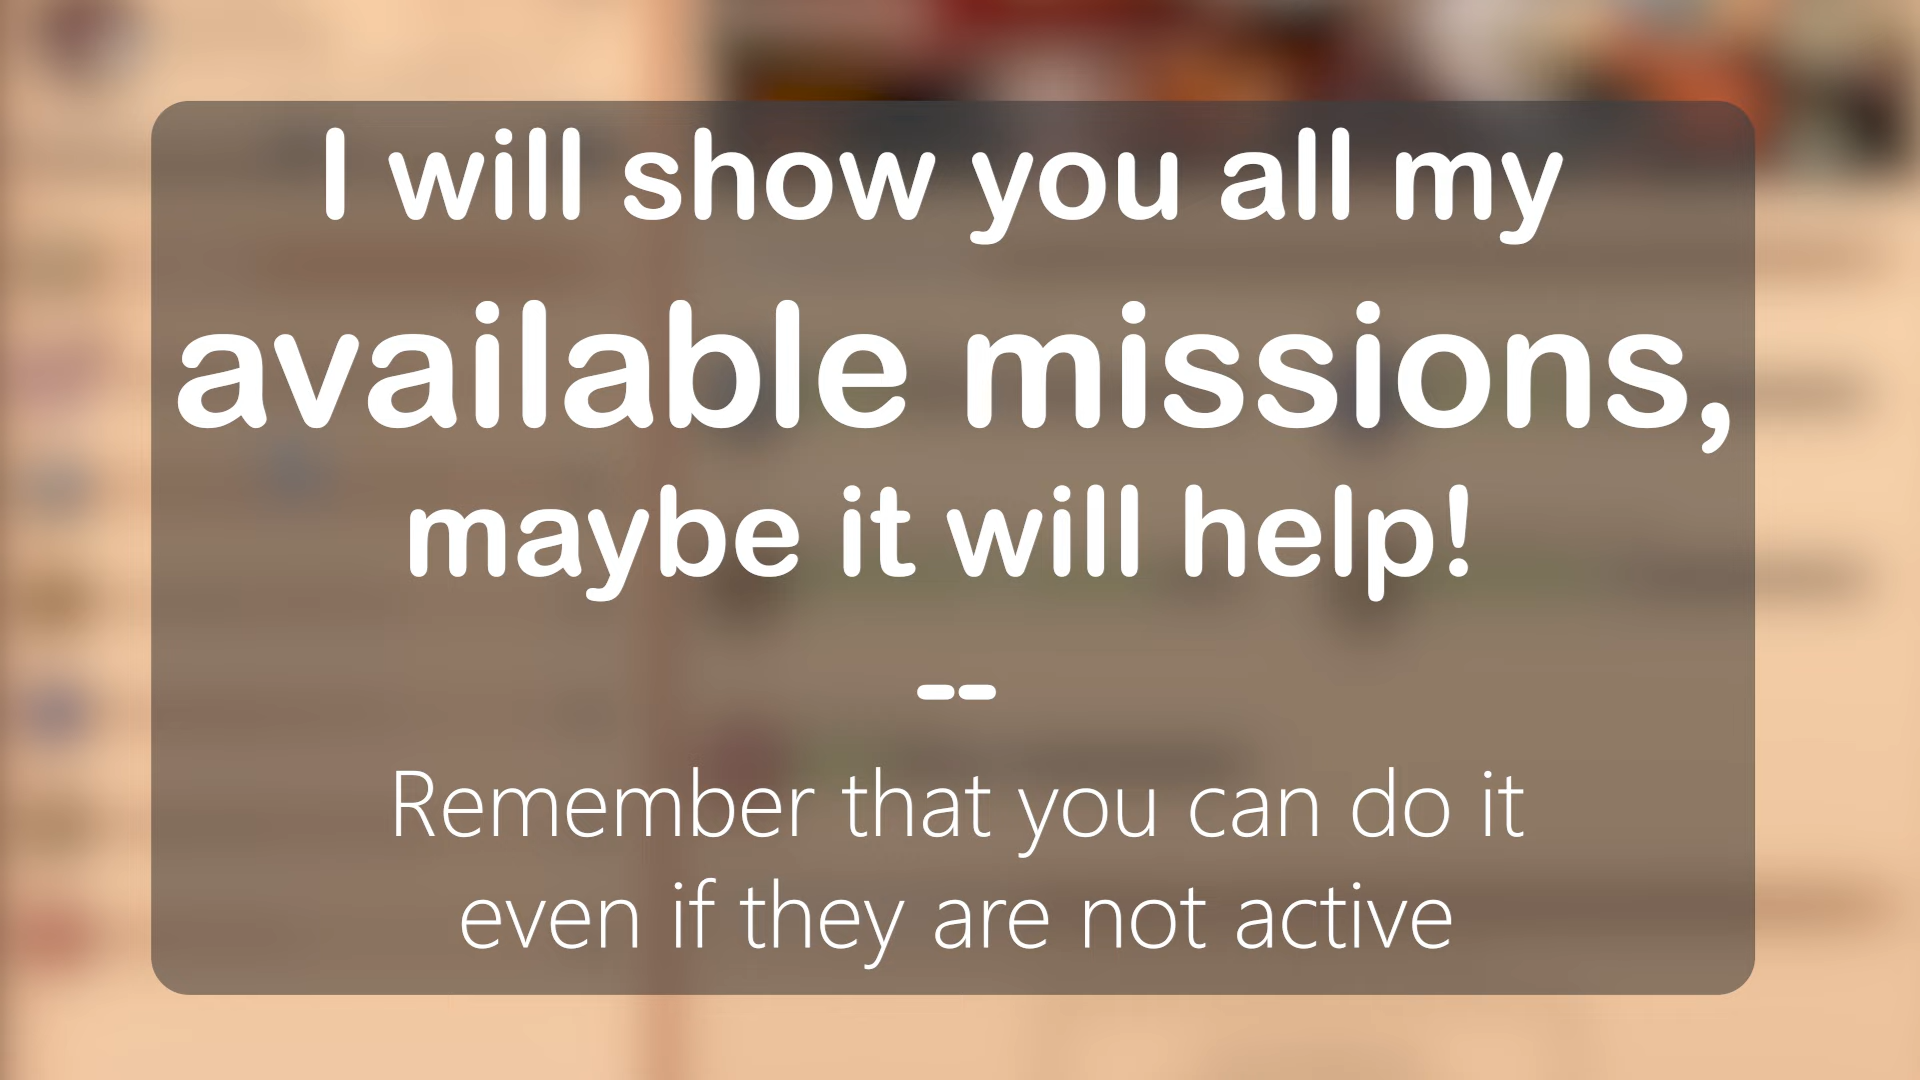 I will show you all my
available missions,
maybe it will help!
--
Remember that you can do it
even if they are not active